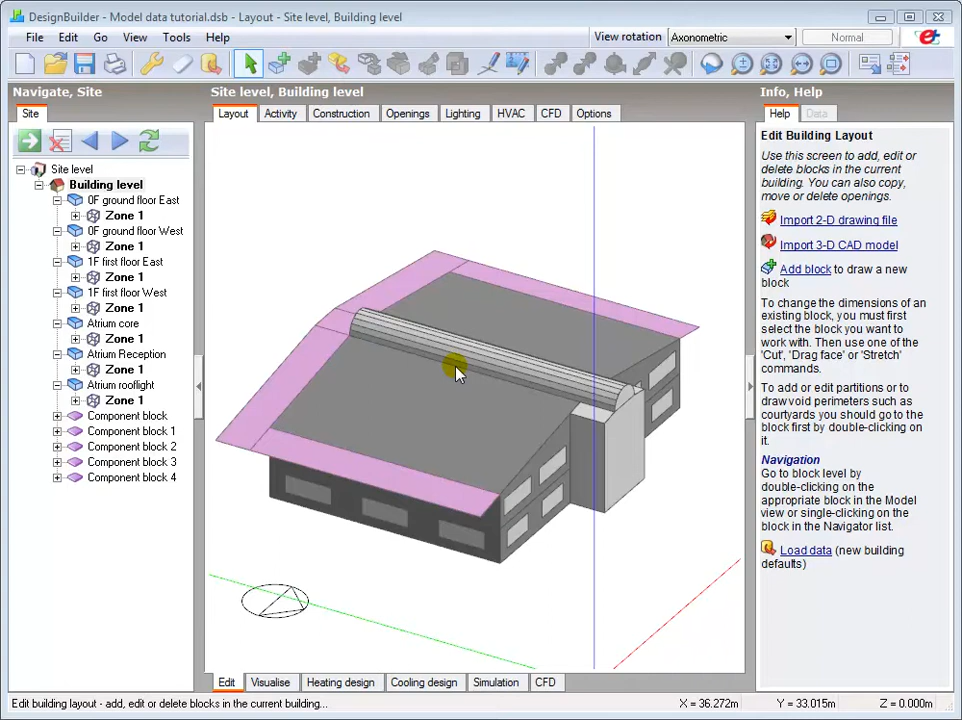 DesignBuilder - Model data tutorial.dsb - Layout - Site level, Building level
File Edit Go View Tools Help
View rotation Axonometric Normal
Navigate, Site
Site level, Building level
Info, Help
Site
Layout Activity Construction Openings Lighting HVAC CFD Options
Help Data
Site level
Building level
0F ground floor East
Zone 1
0F ground floor West
Zone 1
1F first floor East
Zone 1
1F first floor West
Zone 1
Atrium core
Zone 1
Atrium Reception
Zone 1
Atrium rooflight
Zone 1
Component block
Component block 1
Component block 2
Component block 3
Component block 4
Edit Building Layout
Use this screen to add, edit or
delete blocks in the current
building. You can also copy,
move or delete openings.
Import 2-D drawing file
Import 3-D CAD model
Add block to draw a new
block
To change the dimensions of an
existing block, you must first
select the block you want to
work with. Then use one of the
'Cut', 'Drag face' or 'Stretch'
commands.
To add or edit partitions or to
draw void perimeters such as
courtyards you should go to the
block first by double-clicking on
it.
Navigation
Go to block level by
double-clicking on the
appropriate block in the Model
view or single-clicking on the
block in the Navigator list.
Load data (new building
defaults)
Edit Visualise Heating design Cooling design Simulation CFD
Edit building layout - add, edit or delete blocks in the current building...
X = 36.272m Y = 33.015m Z = 0.000m